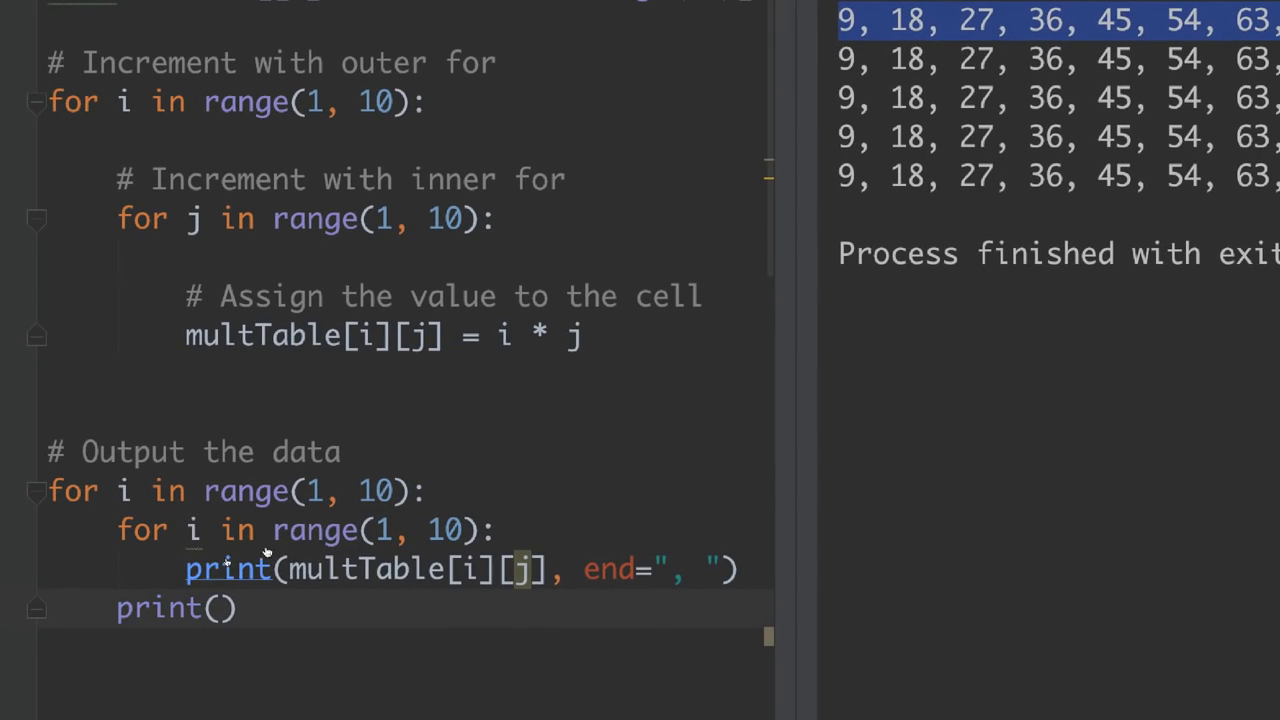 # Increment with outer for
for i in range(1, 10):
# Increment with inner for
for j in range(1, 10):
# Assign the value to the cell
multTable[i][j] = i * j
# Output the data
for i in range(1, 10):
for i in range(1, 10):
print(multTable[i][j], end=", ")
print()
9, 18, 27, 36, 45, 54, 63,
9, 18, 27, 36, 45, 54, 63,
9, 18, 27, 36, 45, 54, 63,
9, 18, 27, 36, 45, 54, 63,
9, 18, 27, 36, 45, 54, 63,
Process finished with exit